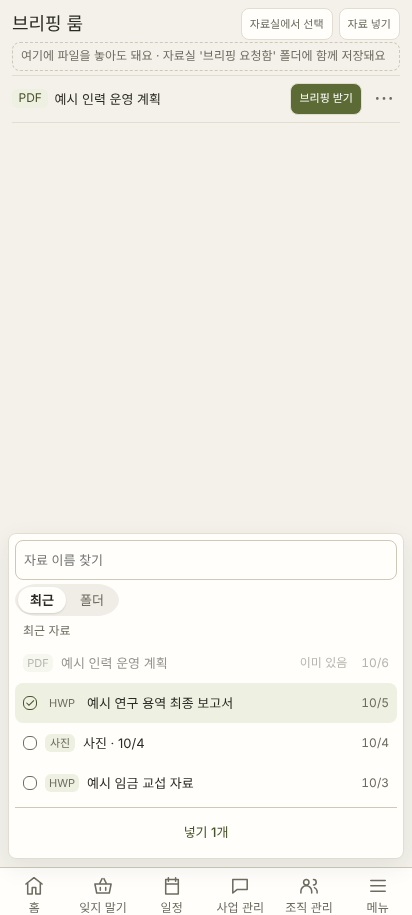 브리핑 룸
자료실에서 선택
자료 넣기
여기에 파일을 놓아도 돼요 · 자료실 '브리핑 요청함' 폴더에 함께 저장돼요
PDF 예시 인력 운영 계획 브리핑 받기 ···
자료 이름 찾기
최근 폴더
최근 자료
PDF 예시 인력 운영 계획 이미 있음 10/6
HWP 예시 연구 용역 최종 보고서 10/5
사진 사진 · 10/4 10/4
HWP 예시 임금 교섭 자료 10/3
넣기 1개
홈 잊지 말기 일정 사업 관리 조직 관리 메뉴